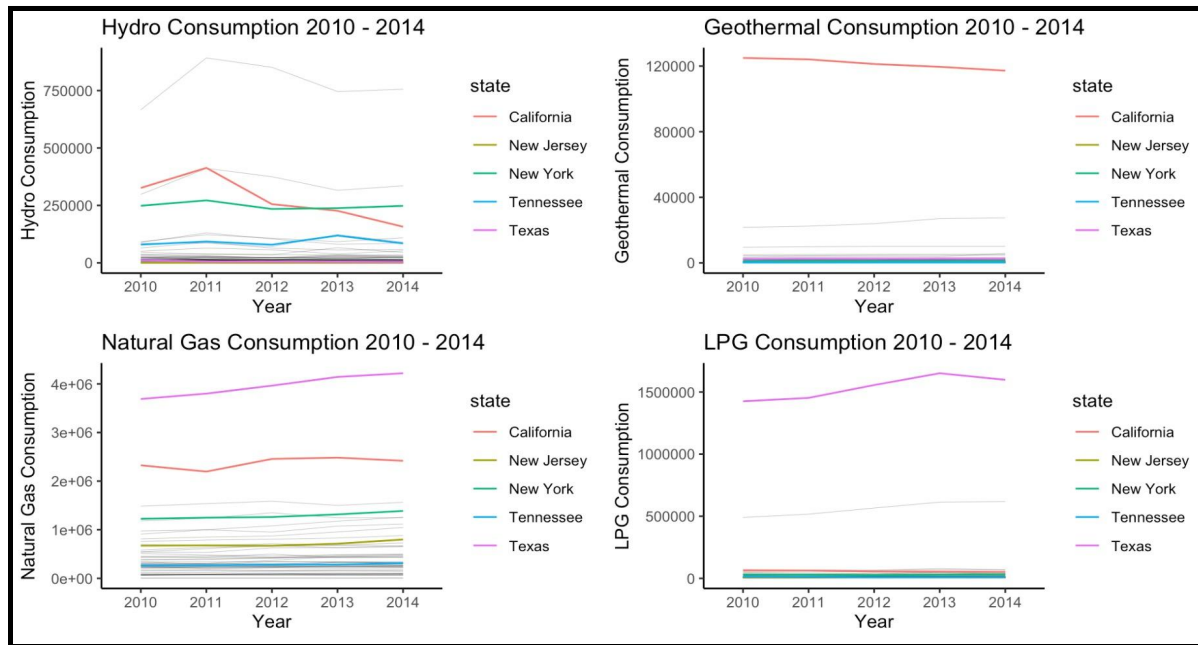 Hydro Consumption 2010 - 2014
Hydro Consumption
750000
500000
250000
0
2010 2011 2012 2013 2014
Year
state
California
New Jersey
New York
Tennessee
Texas
Geothermal Consumption 2010 - 2014
Geothermal Consumption
120000
80000
40000
0
2010 2011 2012 2013 2014
Year
state
California
New Jersey
New York
Tennessee
Texas
Natural Gas Consumption 2010 - 2014
Natural Gas Consumption
4e+06
3e+06
2e+06
1e+06
0e+00
2010 2011 2012 2013 2014
Year
state
California
New Jersey
New York
Tennessee
Texas
LPG Consumption 2010 - 2014
LPG Consumption
1500000
1000000
500000
0
2010 2011 2012 2013 2014
Year
state
California
New Jersey
New York
Tennessee
Texas